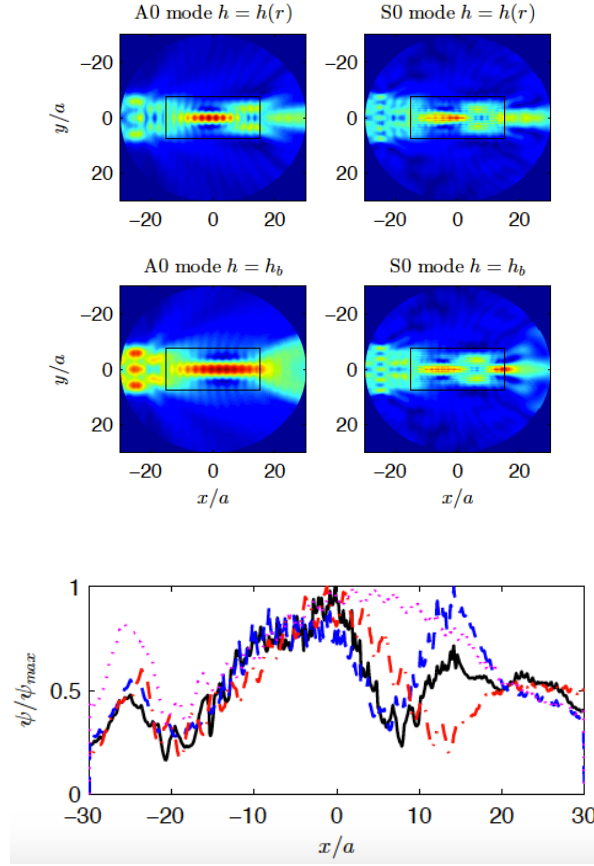 A0 mode h = h(r)
S0 mode h = h(r)
y/a
−20
0
20
−20 0 20
−20 0 20
A0 mode h = h_b
S0 mode h = h_b
y/a
−20
0
20
−20 0 20
−20 0 20
x/a
x/a
ψ/ψ_max
1
0.5
0
−30 −20 −10 0 10 20 30
x/a